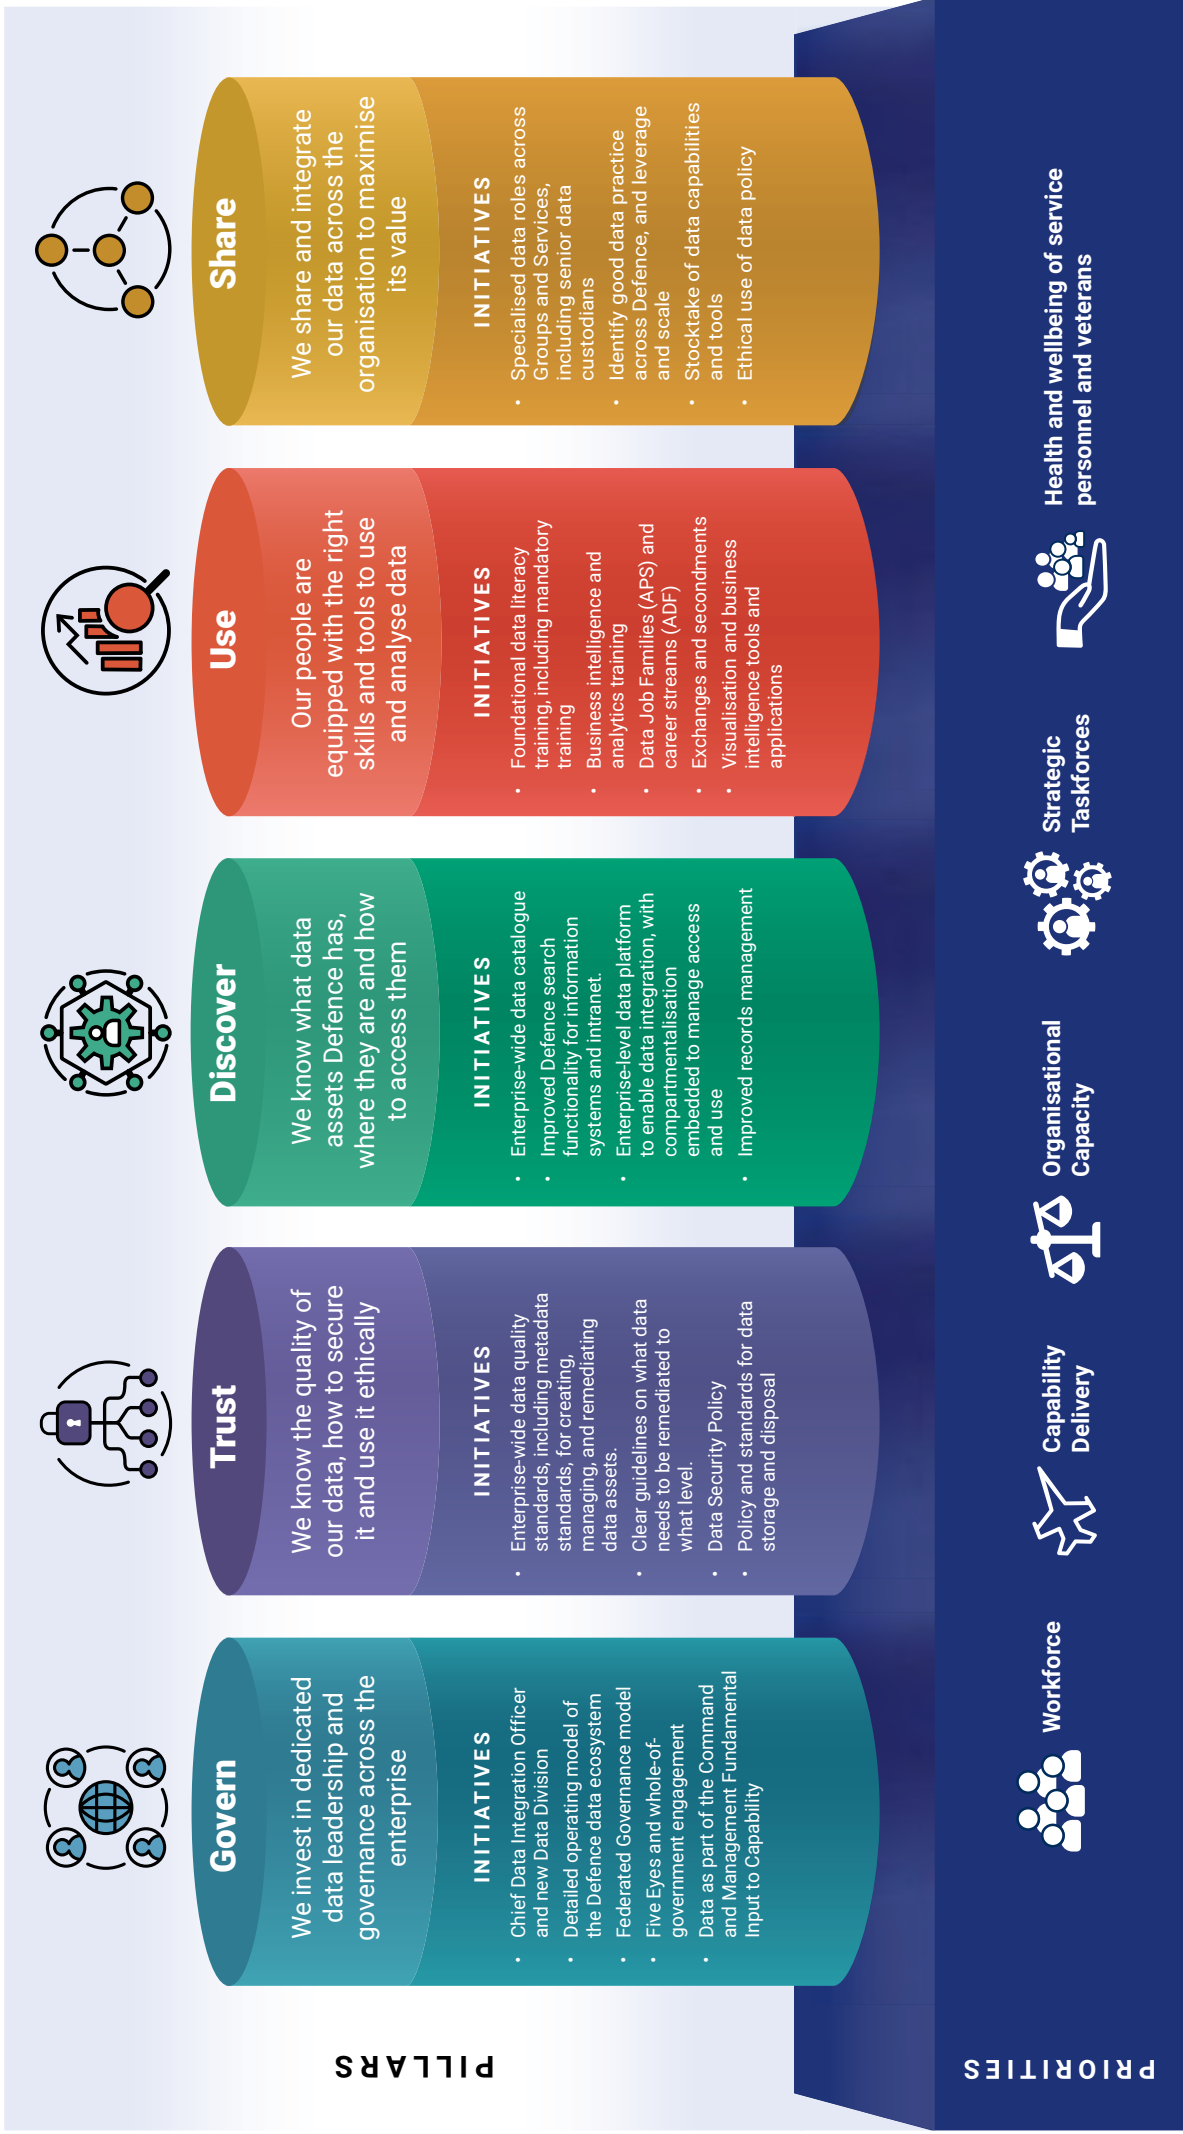 PILLARS
Govern
We invest in dedicated
data leadership and
governance across the
enterprise
INITIATIVES
• Chief Data Integration Officer
and new Data Division
• Detailed operating model of
the Defence data ecosystem
• Federated Governance model
• Five Eyes and whole-of-
government engagement
• Data as part of the Command
and Management Fundamental
Input to Capability
Trust
We know the quality of
our data, how to secure
it and use it ethically
INITIATIVES
• Enterprise-wide data quality
standards, including metadata
standards, for creating,
managing, and remediating
data assets.
• Clear guidelines on what data
needs to be remediated to
what level.
• Data Security Policy
• Policy and standards for data
storage and disposal
Discover
We know what data
assets Defence has,
where they are and how
to access them
INITIATIVES
• Enterprise-wide data catalogue
• Improved Defence search
functionality for information
systems and intranet.
• Enterprise-level data platform
to enable data integration, with
compartmentalisation
embedded to manage access
and use
• Improved records management
Use
Our people are
equipped with the right
skills and tools to use
and analyse data
INITIATIVES
• Foundational data literacy
training, including mandatory
training
• Business intelligence and
analytics training
• Data Job Families (APS) and
career streams (ADF)
• Exchanges and secondments
• Visualisation and business
intelligence tools and
applications
Share
We share and integrate
our data across the
organisation to maximise
its value
INITIATIVES
• Specialised data roles across
Groups and Services,
including senior data
custodians
• Identify good data practice
across Defence, and leverage
and scale
• Stocktake of data capabilities
and tools
• Ethical use of data policy
PRIORITIES
Workforce
Capability
Delivery
Organisational
Capacity
Strategic
Taskforces
Health and wellbeing of service
personnel and veterans